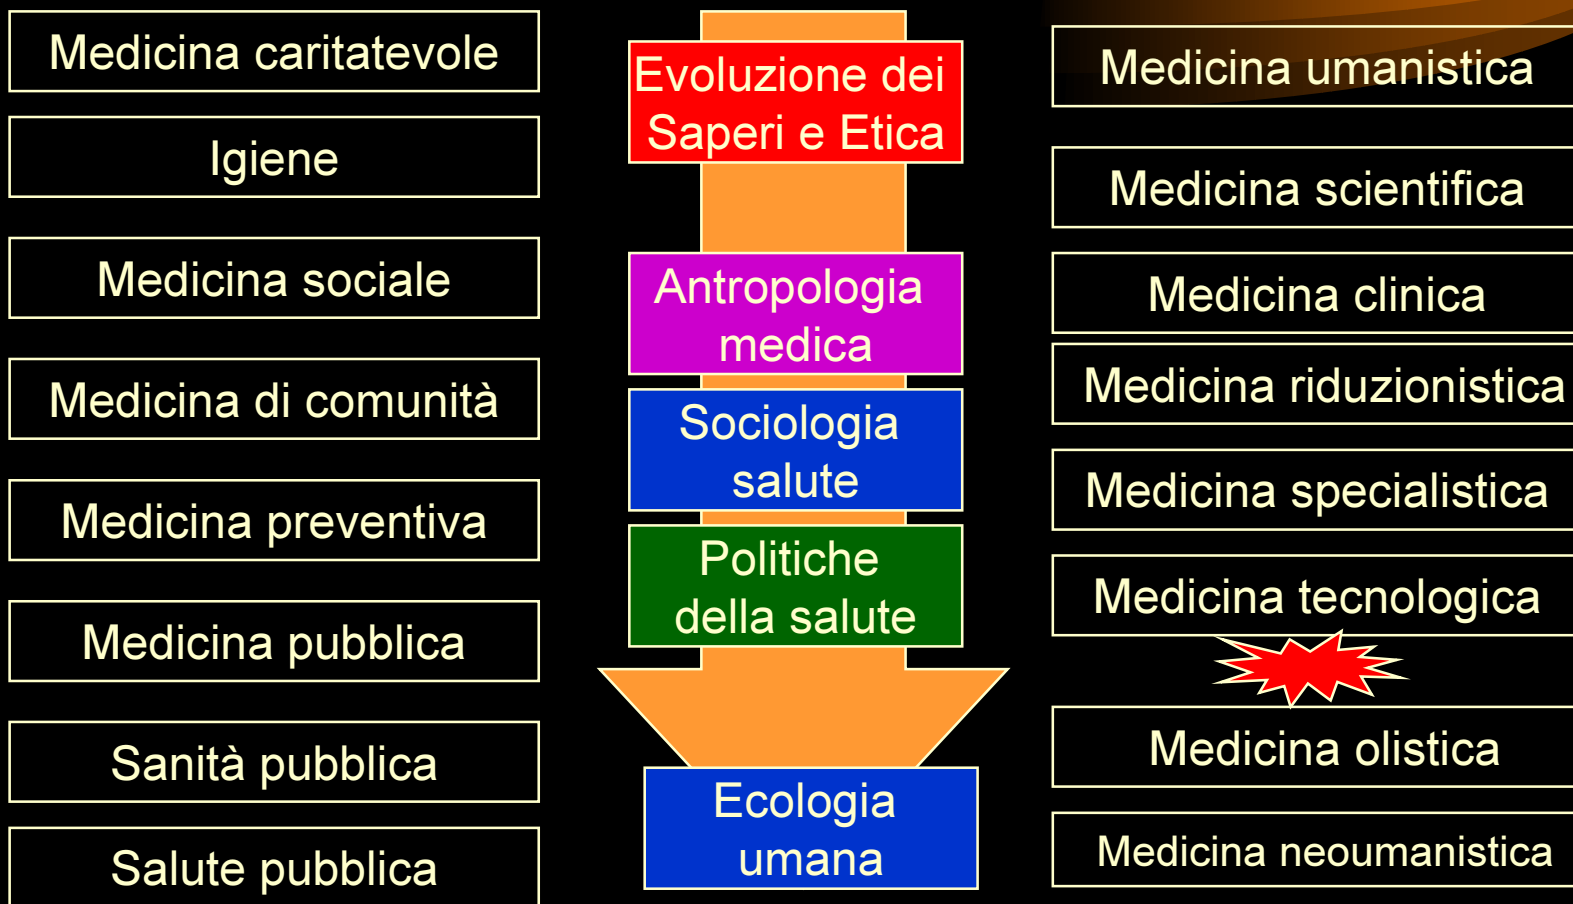 Medicina caritatevole
Igiene
Medicina sociale
Medicina di comunità
Medicina preventiva
Medicina pubblica
Sanità pubblica
Salute pubblica
Evoluzione dei
Saperi e Etica
Antropologia
medica
Sociologia
salute
Politiche
della salute
Ecologia
umana
Medicina umanistica
Medicina scientifica
Medicina clinica
Medicina riduzionistica
Medicina specialistica
Medicina tecnologica
Medicina olistica
Medicina neoumanistica